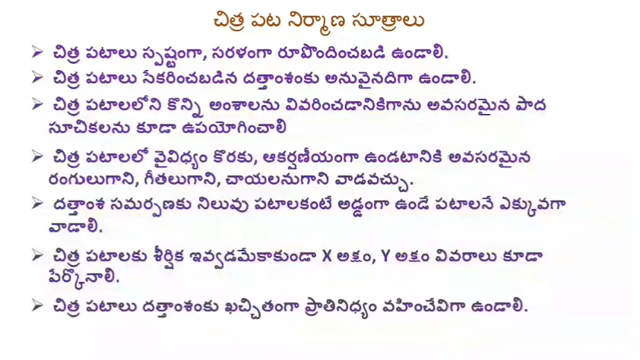 చిత్ర పట నిర్మాణ సూత్రాలు
చిత్ర పటాలు స్పష్టంగా, సరళంగా రూపొందించబడి ఉండాలి.
చిత్ర పటాలు సేకరించబడిన దత్తాంశంకు అనువైనదిగా ఉండాలి.
చిత్ర పటాలలోని కొన్ని అంశాలను వివరించడానికిగాను అవసరమైన పాద
సూచికలను కూడా ఉపయోగించాలి
చిత్ర పటాలలో వైవిధ్యం కొరకు, ఆకర్షణీయంగా ఉండటానికి అవసరమైన
రంగులుగాని, గీతలుగాని, చాయలనుగాని వాడవచ్చు.
దత్తాంశ సమర్పణకు నిలువు పటాలకంటే అడ్డంగా ఉండే పటాలనే ఎక్కువగా
వాడాలి.
చిత్ర పటాలకు శీర్షిక ఇవ్వడమేకాకుండా X అక్షం, Y అక్షం వివరాలు కూడా
పేర్కొనాలి.
చిత్ర పటాలు దత్తాంశంకు ఖచ్చితంగా ప్రాతినిధ్యం వహించేవిగా ఉండాలి.